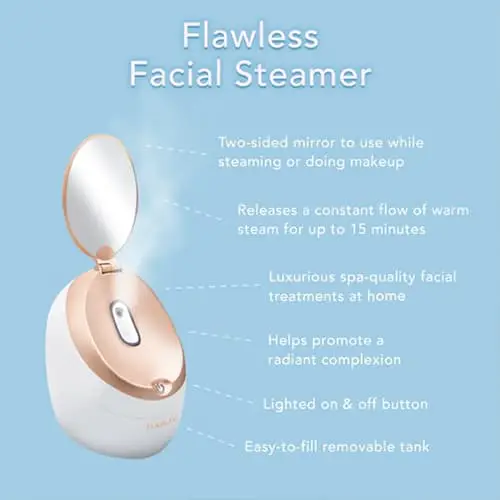 Flawless
Facial Steamer
Two-sided mirror to use while
steaming or doing makeup
Releases a constant flow of warm
steam for up to 15 minutes
Luxurious spa-quality facial
treatments at home
Helps promote a
radiant complexion
Lighted on & off button
Easy-to-fill removable tank